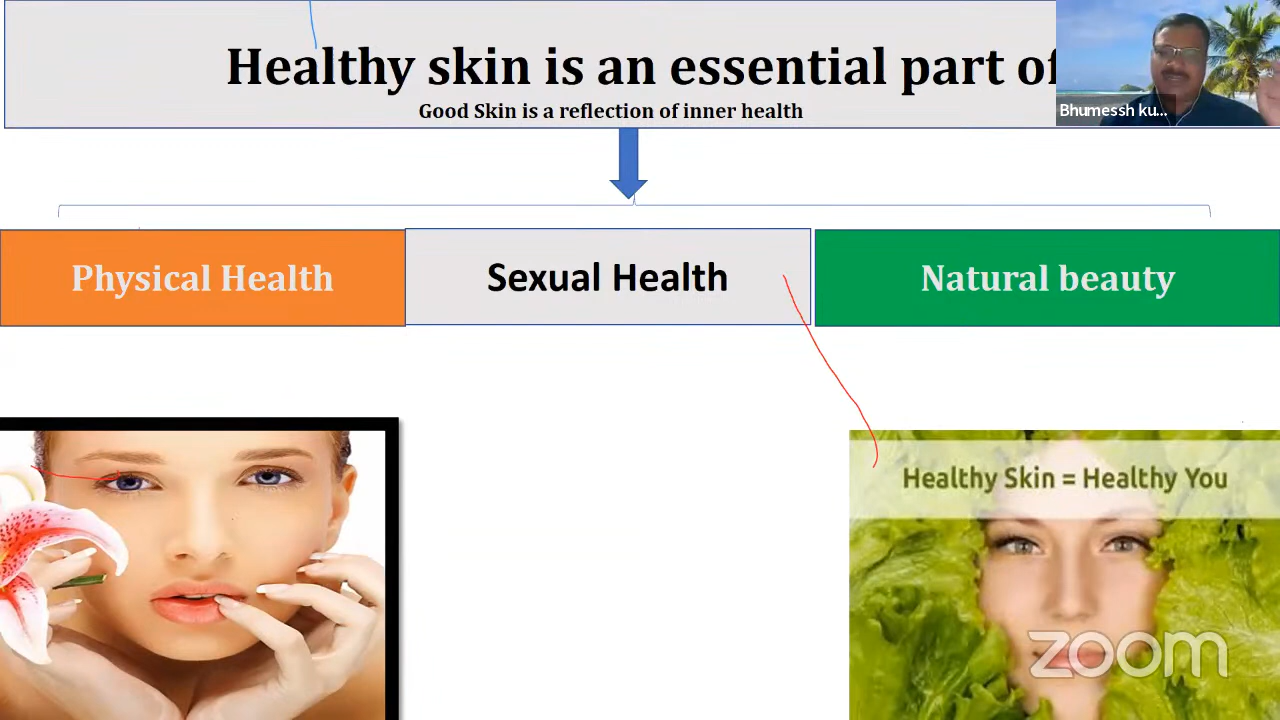 Healthy skin is an essential part of
Good Skin is a reflection of inner health
Bhumessh ku...
Physical Health
Sexual Health
Natural beauty
Healthy Skin = Healthy You
zoom